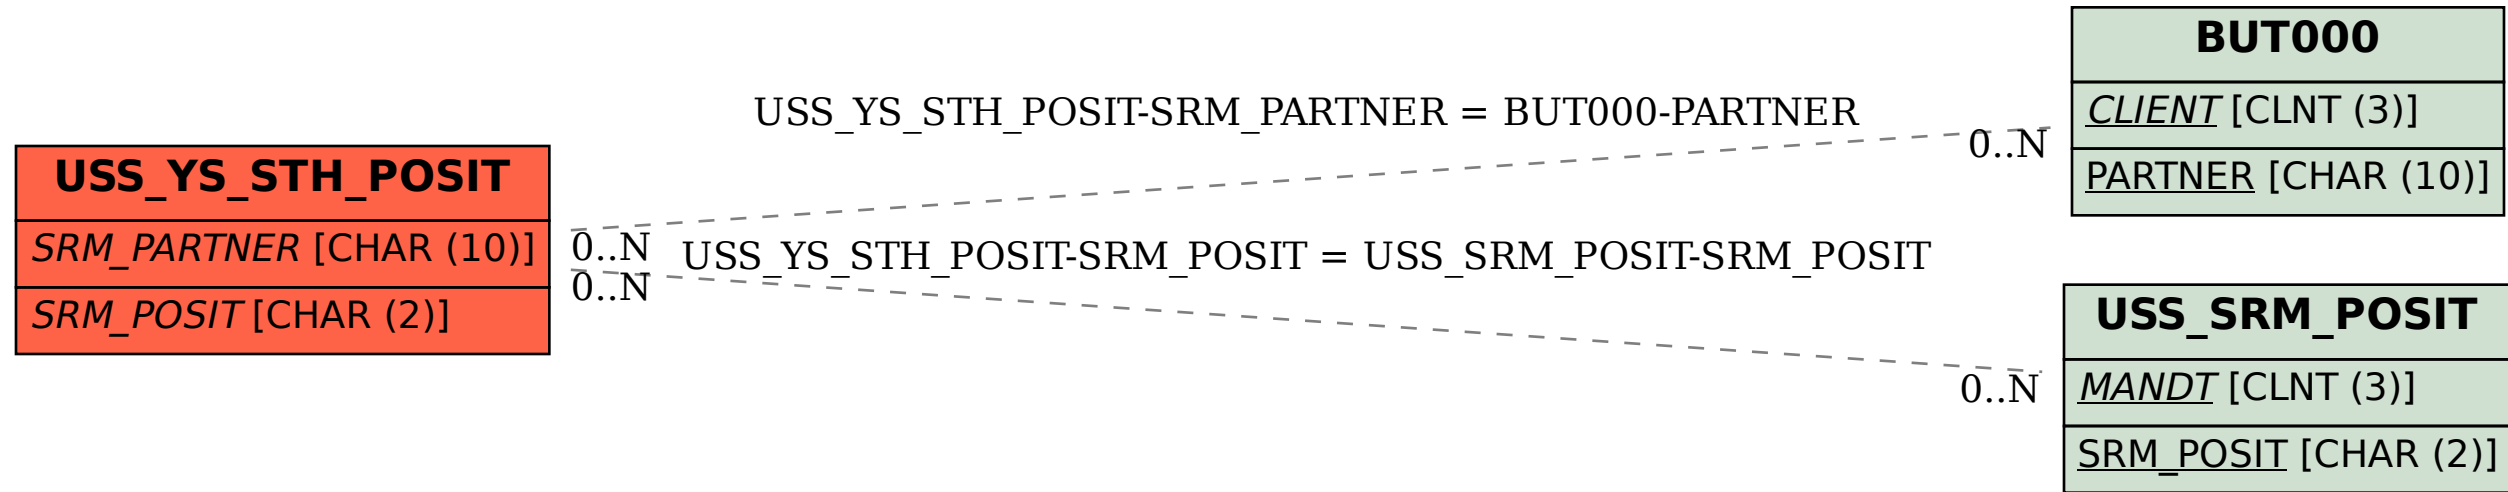 BUT000
CLIENT [CLNT (3)]
PARTNER [CHAR (10)]
USS_YS_STH_POSIT-SRM_PARTNER = BUT000-PARTNER
0..N
USS_YS_STH_POSIT
SRM_PARTNER [CHAR (10)]
SRM_POSIT [CHAR (2)]
0..N
0..N
USS_YS_STH_POSIT-SRM_POSIT = USS_SRM_POSIT-SRM_POSIT
0..N
USS_SRM_POSIT
MANDT [CLNT (3)]
SRM_POSIT [CHAR (2)]